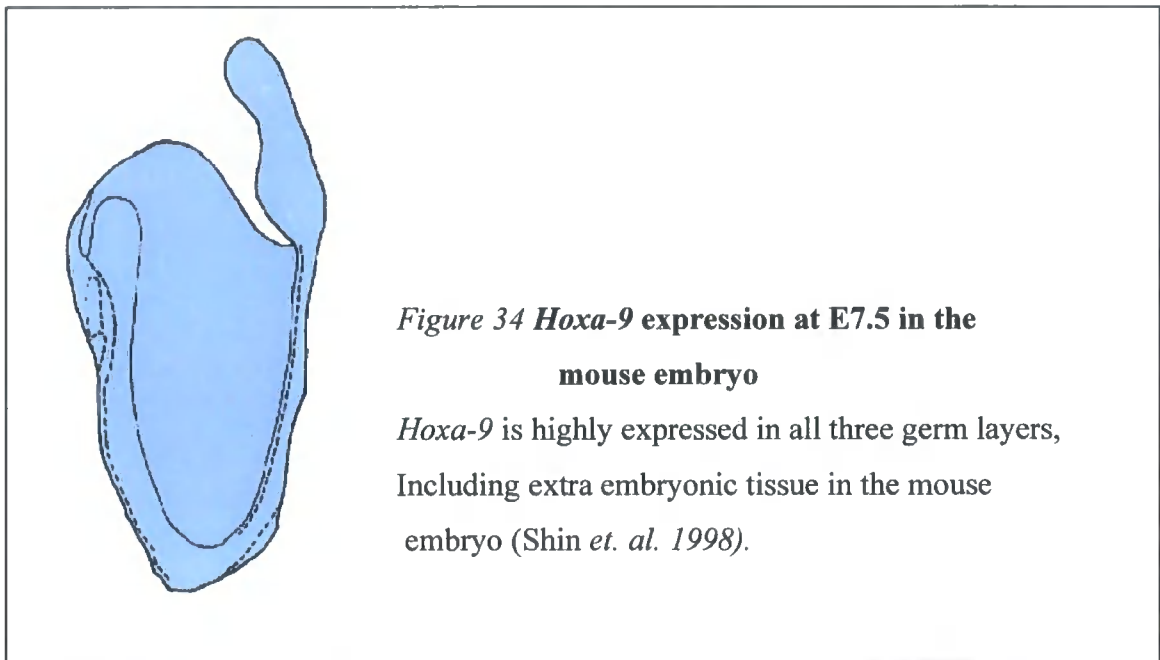 Figure 34 Hoxa-9 expression at E7.5 in the
mouse embryo
Hoxa-9 is highly expressed in all three germ layers,
Including extra embryonic tissue in the mouse
embryo (Shin et. al. 1998).